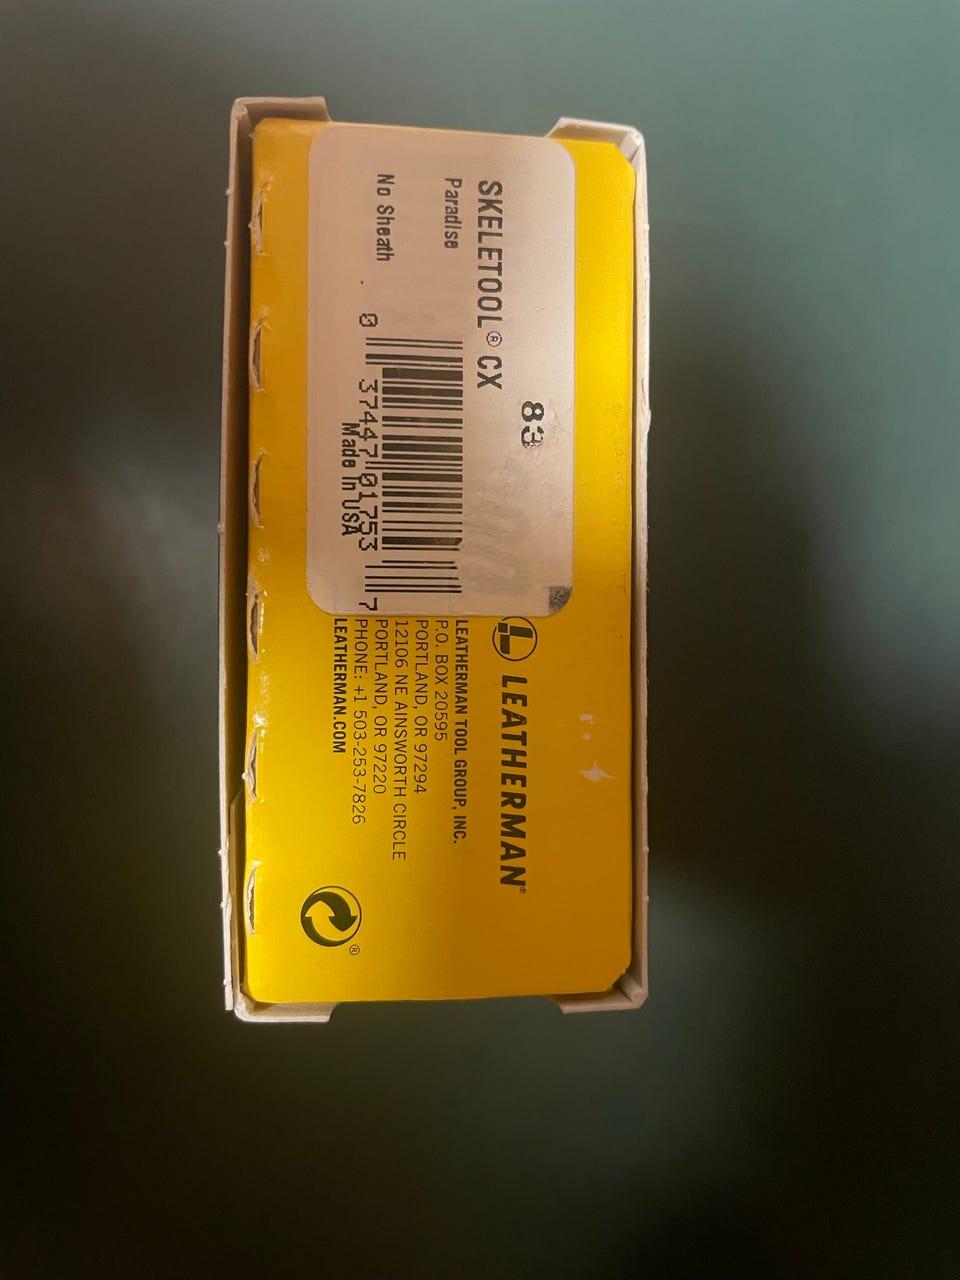 83
SKELETOOL® CX
Paradise
No Sheath
0 37447 01753 7
Made In USA
L LEATHERMAN®
LEATHERMAN TOOL GROUP, INC.
P.O. BOX 20595
PORTLAND, OR 97294
12106 NE AINSWORTH CIRCLE
PORTLAND, OR 97220
PHONE: +1 503-253-7826
LEATHERMAN.COM
®